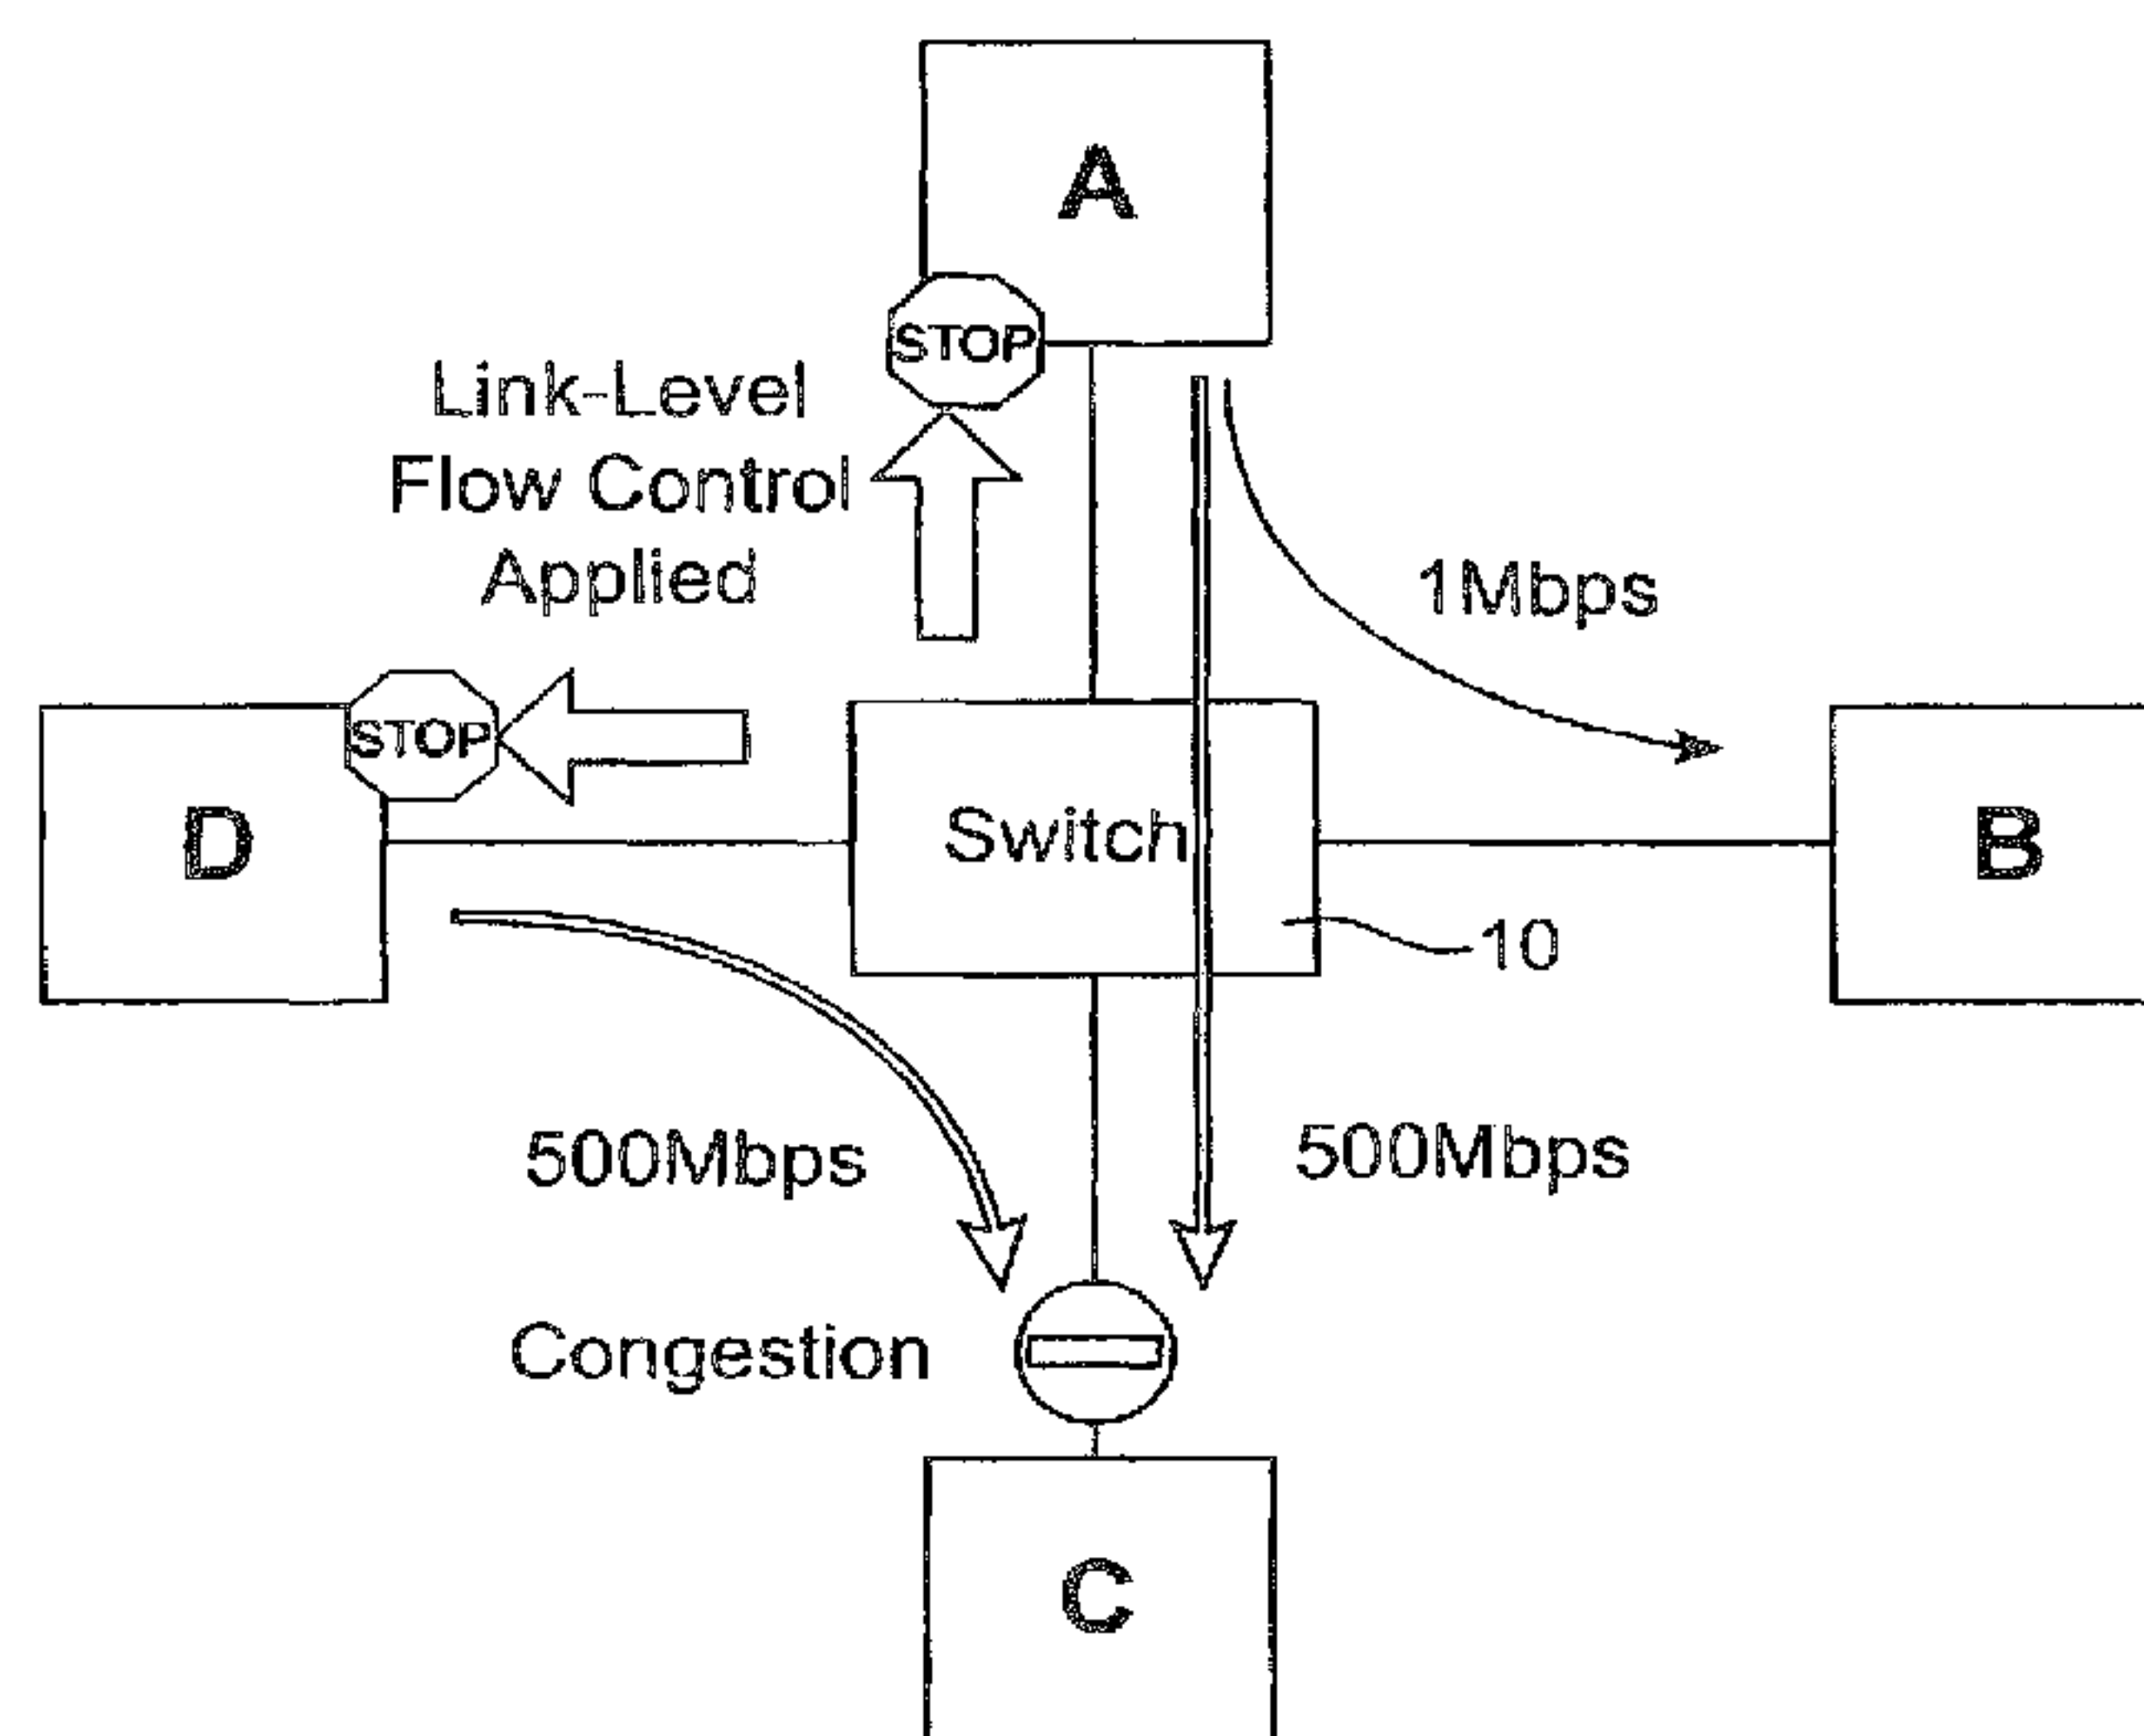 A
STOP
Link-Level
Flow Control
Applied
1Mbps
STOP
D
Switch
B
10
500Mbps
500Mbps
Congestion
C